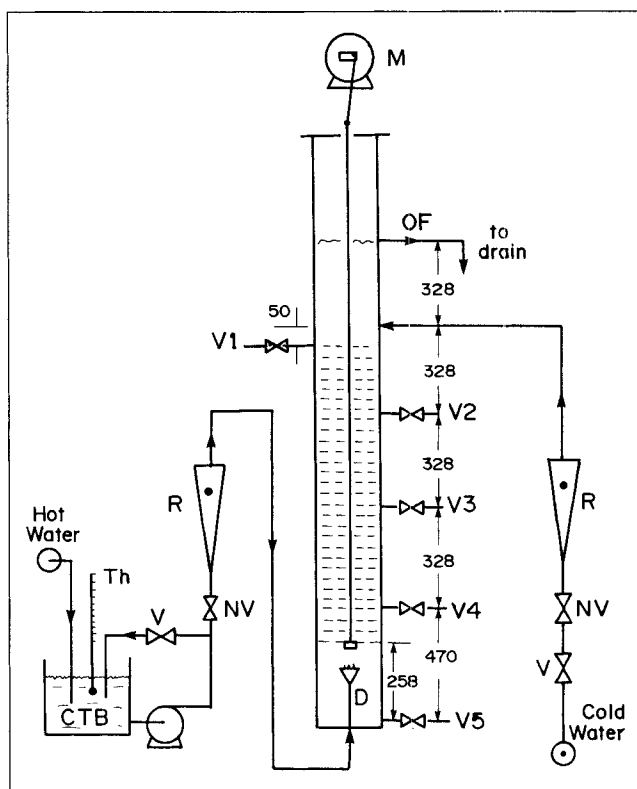 M
OF
to
drain
328
50
V1
328
V2
328
R
V3
R
Hot
Water
328
Th
V
NV
V4
NV
470
258
V
D
CTB
V5
Cold
Water